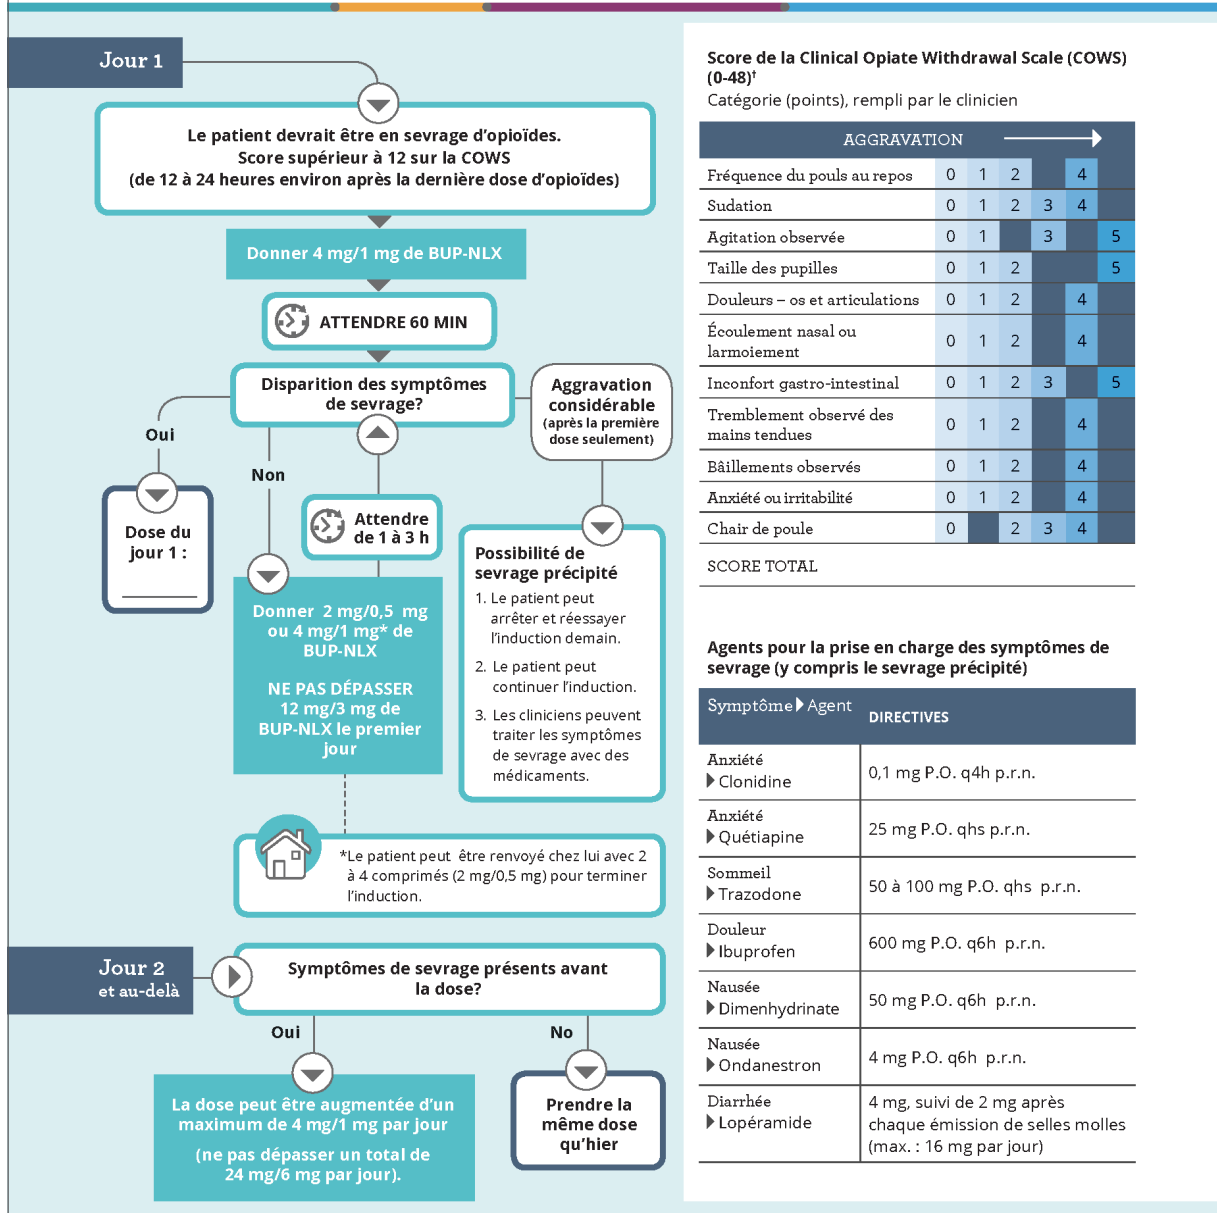 Jour 1
Le patient devrait être en sevrage d’opioïdes.
Score supérieur à 12 sur la COWS
(de 12 à 24 heures environ après la dernière dose d’opioïdes)
Donner 4 mg/1 mg de BUP-NLX
ATTENDRE 60 MIN
Disparition des symptômes
de sevrage?
Aggravation
considérable
(après la première
dose seulement)
Oui
Non
Dose du
jour 1 :
Attendre
de 1 à 3 h
Donner 2 mg/0,5 mg
ou 4 mg/1 mg* de
BUP-NLX
NE PAS DÉPASSER
12 mg/3 mg de
BUP-NLX le premier
jour
Possibilité de
sevrage précipité
1. Le patient peut
arrêter et réessayer
l’induction demain.
2. Le patient peut
continuer l’induction.
3. Les cliniciens peuvent
traiter les symptômes
de sevrage avec des
médicaments.
*Le patient peut être renvoyé chez lui avec 2
à 4 comprimés (2 mg/0,5 mg) pour terminer
l’induction.
Jour 2
et au-delà
Symptômes de sevrage présents avant
la dose?
Oui
No
La dose peut être augmentée d’un
maximum de 4 mg/1 mg par jour
(ne pas dépasser un total de
24 mg/6 mg par jour).
Prendre la
même dose
qu’hier
Score de la Clinical Opiate Withdrawal Scale (COWS)
(0-48)†
Catégorie (points), rempli par le clinicien
AGGRAVATION
Fréquence du pouls au repos 0 1 2 4
Sudation 0 1 2 3 4
Agitation observée 0 1 3 5
Taille des pupilles 0 1 2 5
Douleurs – os et articulations 0 1 2 4
Écoulement nasal ou
larmoiement 0 1 2 4
Inconfort gastro-intestinal 0 1 2 3 5
Tremblement observé des
mains tendues 0 1 2 4
Bâillements observés 0 1 2 4
Anxiété ou irritabilité 0 1 2 4
Chair de poule 0 2 3 4
SCORE TOTAL
Agents pour la prise en charge des symptômes de
sevrage (y compris le sevrage précipité)
Symptôme Agent DIRECTIVES
Anxiété
Clonidine 0,1 mg P.O. q4h p.r.n.
Anxiété
Quétiapine 25 mg P.O. qhs p.r.n.
Sommeil
Trazodone 50 à 100 mg P.O. qhs p.r.n.
Douleur
Ibuprofen 600 mg P.O. q6h p.r.n.
Nausée
Dimenhydrinate 50 mg P.O. q6h p.r.n.
Nausée
Ondanestron 4 mg P.O. q6h p.r.n.
Diarrhée
Lopéramide
4 mg, suivi de 2 mg après
chaque émission de selles molles
(max. : 16 mg par jour)